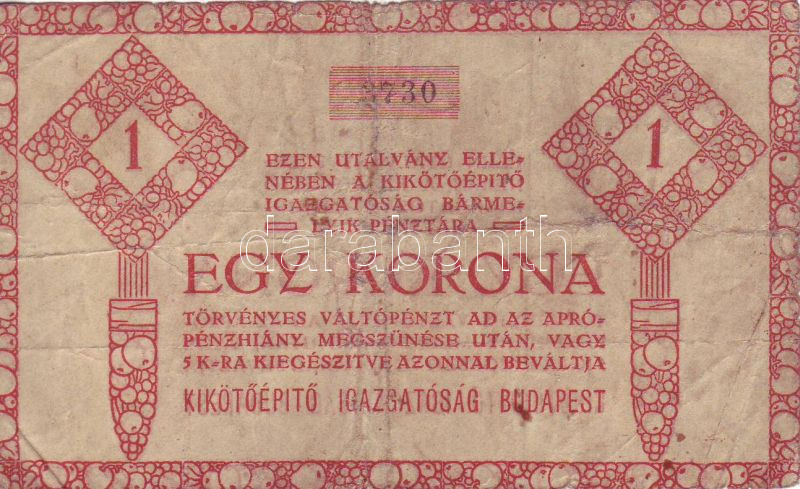 1
1
3730
EZEN UTALVÁNY ELLE-
NÉBEN A KIKÖTŐÉPITŐ
IGAZGATÓSÁG BÁRME-
LYIK PÉNZTÁRA
darabanth
EGY KORONA
TÖRVÉNYES VÁLTÓPÉNZT AD AZ APRÓ-
PÉNZHIÁNY MEGSZÜNÉSE UTÁN, VAGY
5 K-RA KIEGÉSZITVE AZONNAL BEVÁLTJA
KIKÖTŐÉPITŐ IGAZGATÓSÁG BUDAPEST